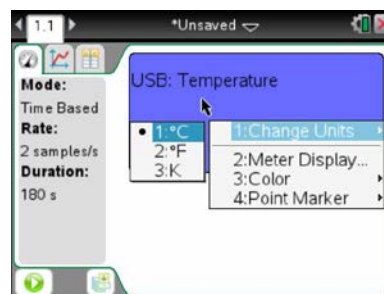 1.1
*Unsaved
Mode:
Time Based
Rate:
2 samples/s
Duration:
180 s
USB: Temperature
1:°C
2:°F
3:K
1:Change Units
2:Meter Display...
3:Color
4:Point Marker